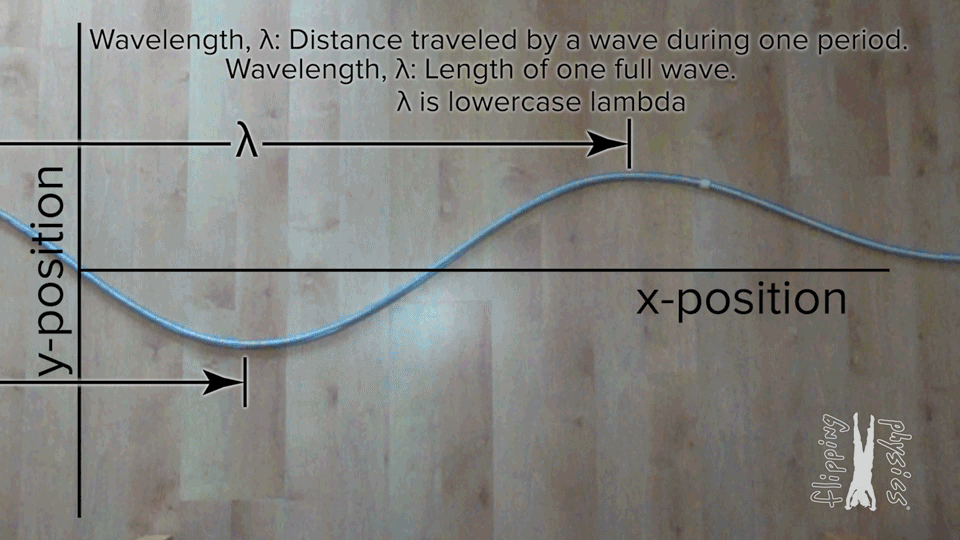 Wavelength, λ: Distance traveled by a wave during one period.
Wavelength, λ: Length of one full wave.
λ is lowercase lambda
λ
y-position
x-position
flipping
physics